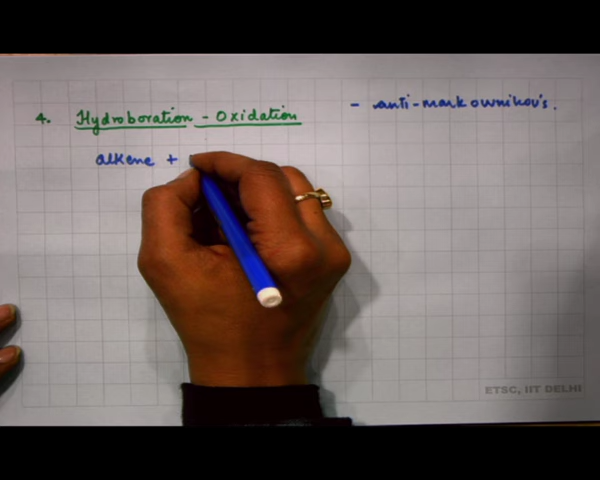 4. Hydroboration - Oxidation - anti-markownikov's.
alkene +
ETSC, IIT DELHI